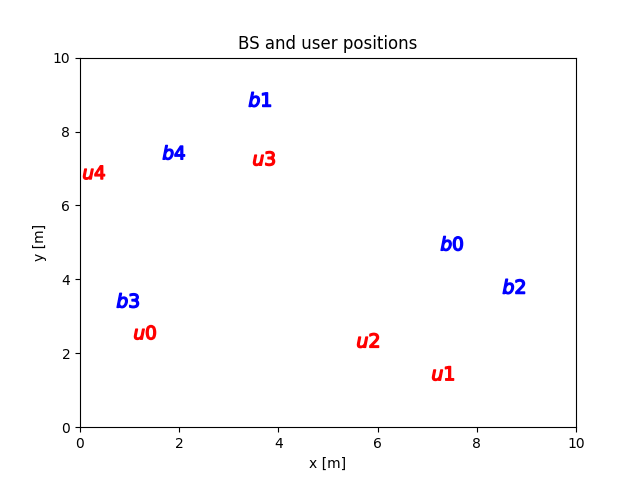 BS and user positions
10
b1
8
b4
u3
u4
6
b0
y [m]
4
b2
b3
u0
u2
2
u1
0
0 2 4 6 8 10
x [m]